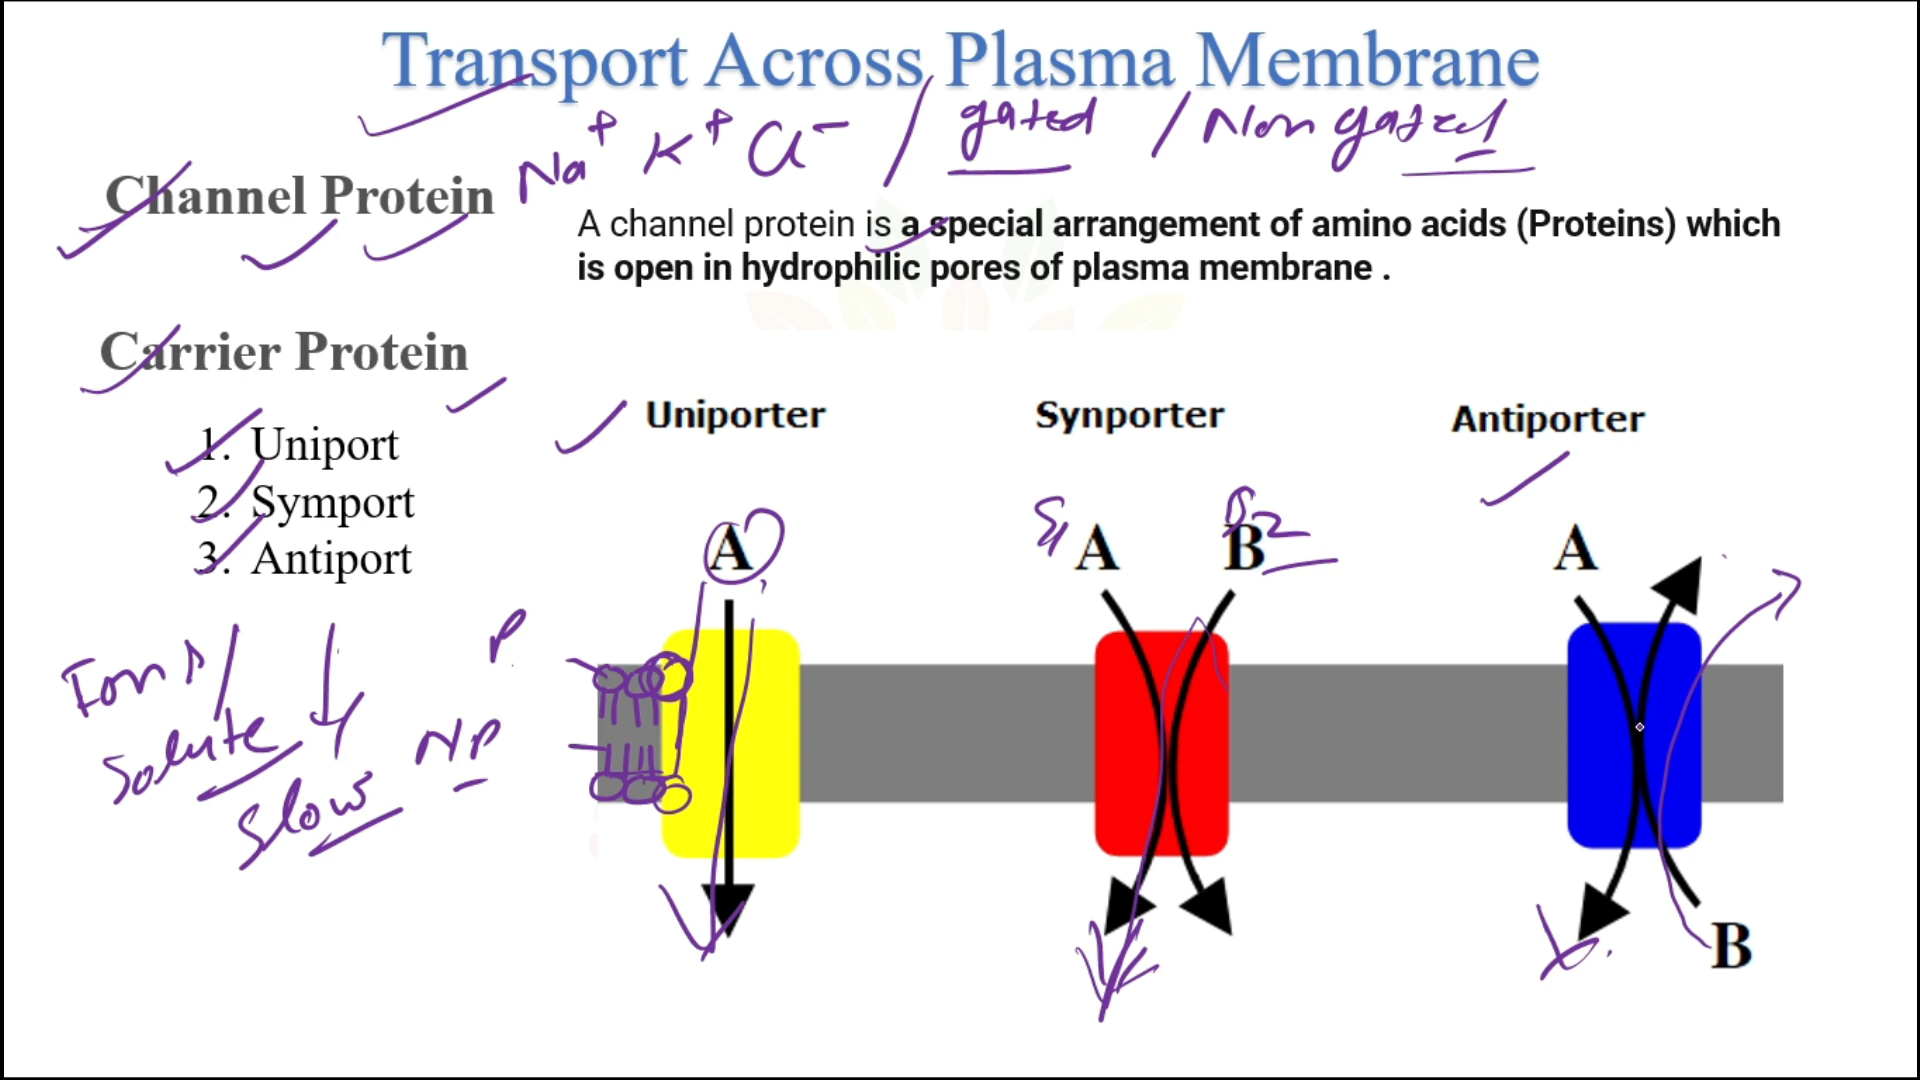 Transport Across Plasma Membrane
Na+ K+ Cl- / gated / Non gated
Channel Protein
A channel protein is a special arrangement of amino acids (Proteins) which
is open in hydrophilic pores of plasma membrane .
Carrier Protein
1. Uniport
2. Symport
3. Antiport
Uniporter
Synporter
Antiporter
A
S1 A
S2 B
A
Ions /
Solute
Slow
P
NP
B